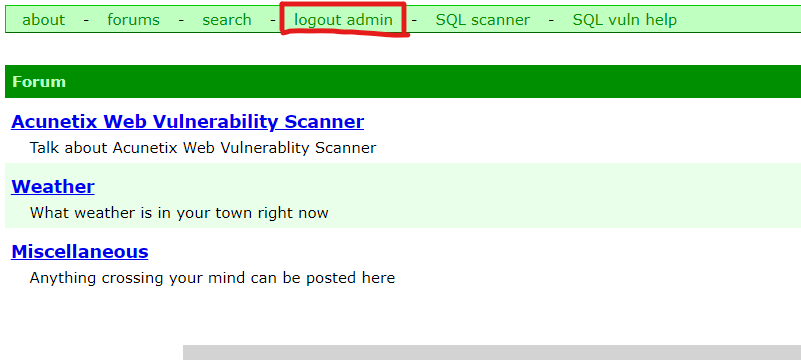 about - forums - search - logout admin - SQL scanner - SQL vuln help
Forum
Acunetix Web Vulnerability Scanner
Talk about Acunetix Web Vulnerablity Scanner
Weather
What weather is in your town right now
Miscellaneous
Anything crossing your mind can be posted here